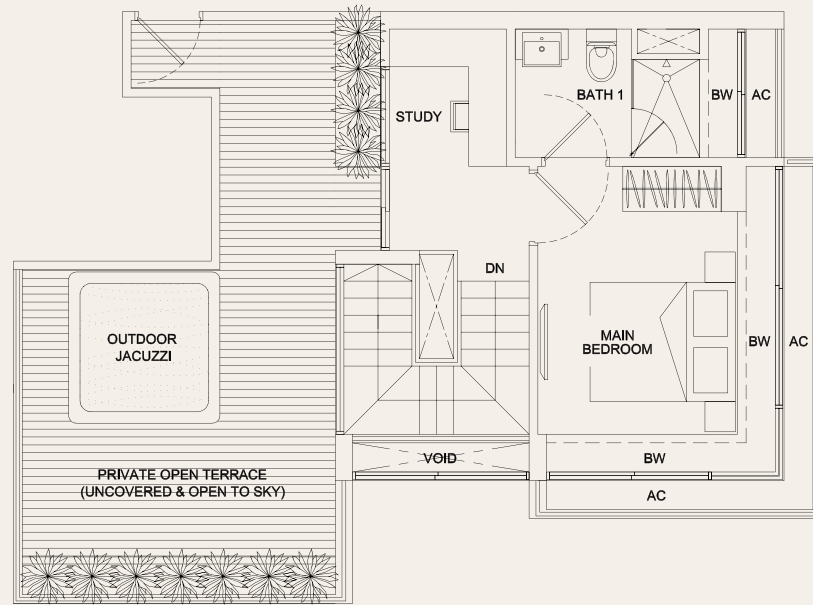 BATH 1
BW
AC
STUDY
DN
OUTDOOR
JACUZZI
MAIN
BEDROOM
BW
AC
VOID
BW
PRIVATE OPEN TERRACE
(UNCOVERED & OPEN TO SKY)
AC